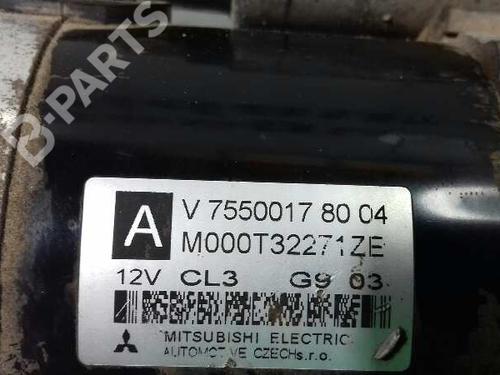 B-PARTS
A
V 7550017 80 04
M000T32271ZE
12V CL3 G9 03
MITSUBISHI ELECTRIC
AUTOMOTIVE CZECH s.r.o.